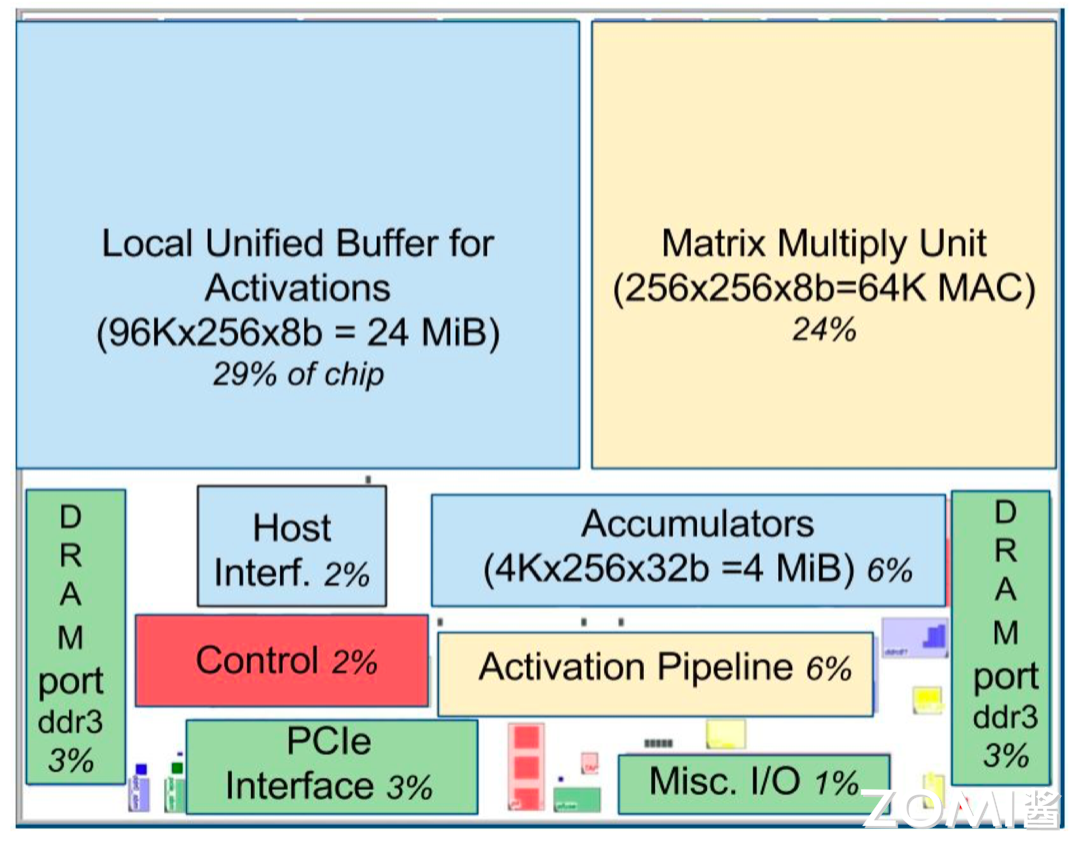 Local Unified Buffer for
Activations
(96Kx256x8b = 24 MiB)
29% of chip
Matrix Multiply Unit
(256x256x8b=64K MAC)
24%
D
R
A
M
port
ddr3
3%
Host
Interf. 2%
Accumulators
(4Kx256x32b =4 MiB) 6%
Control 2%
Activation Pipeline 6%
PCIe
Interface 3%
Misc. I/O 1%
D
R
A
M
port
ddr3
3%
ZOMI酱